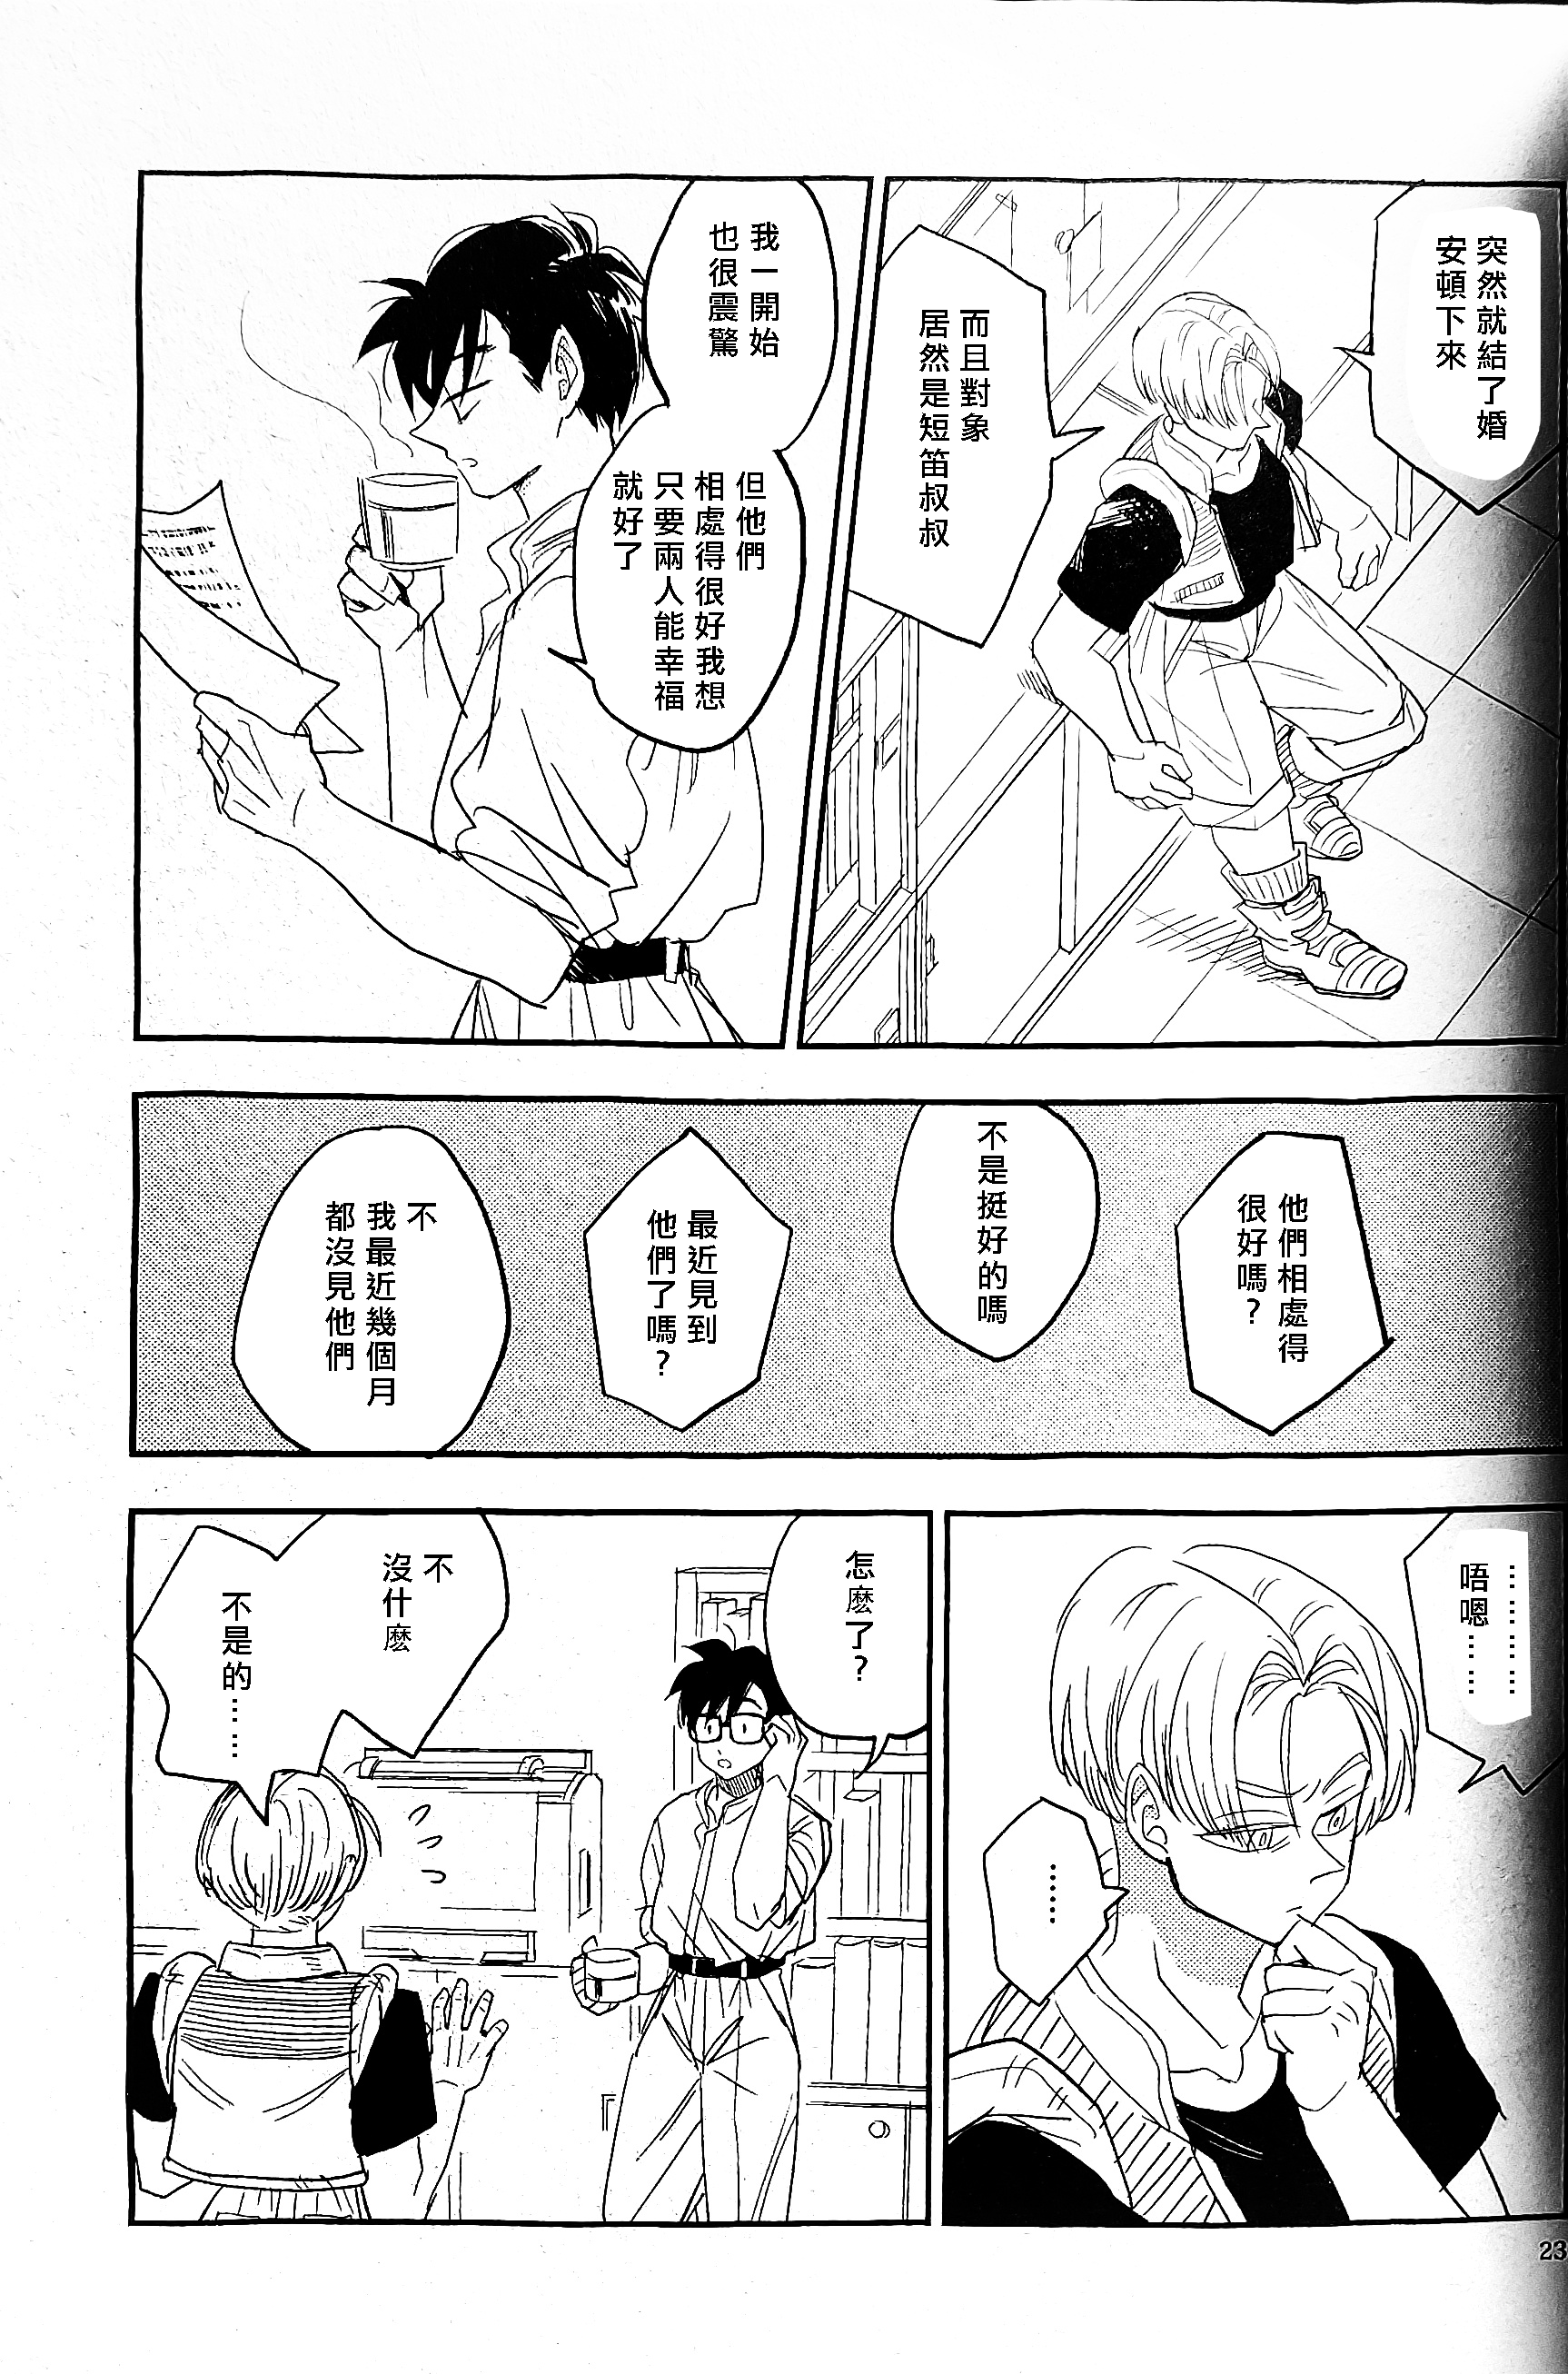 突然就結了婚
安頓下來
而且對象
居然是短笛叔叔
我一開始
也很震驚
但他們
相處得很好我想
只要兩人能幸福
就好了
他們相處得
很好嗎？
不是挺好的嗎
最近見到
他們了嗎？
不
我最近幾個月
都沒見他們
…………
唔嗯……
……
怎麽了？
不
沒什麽
不是的……
23